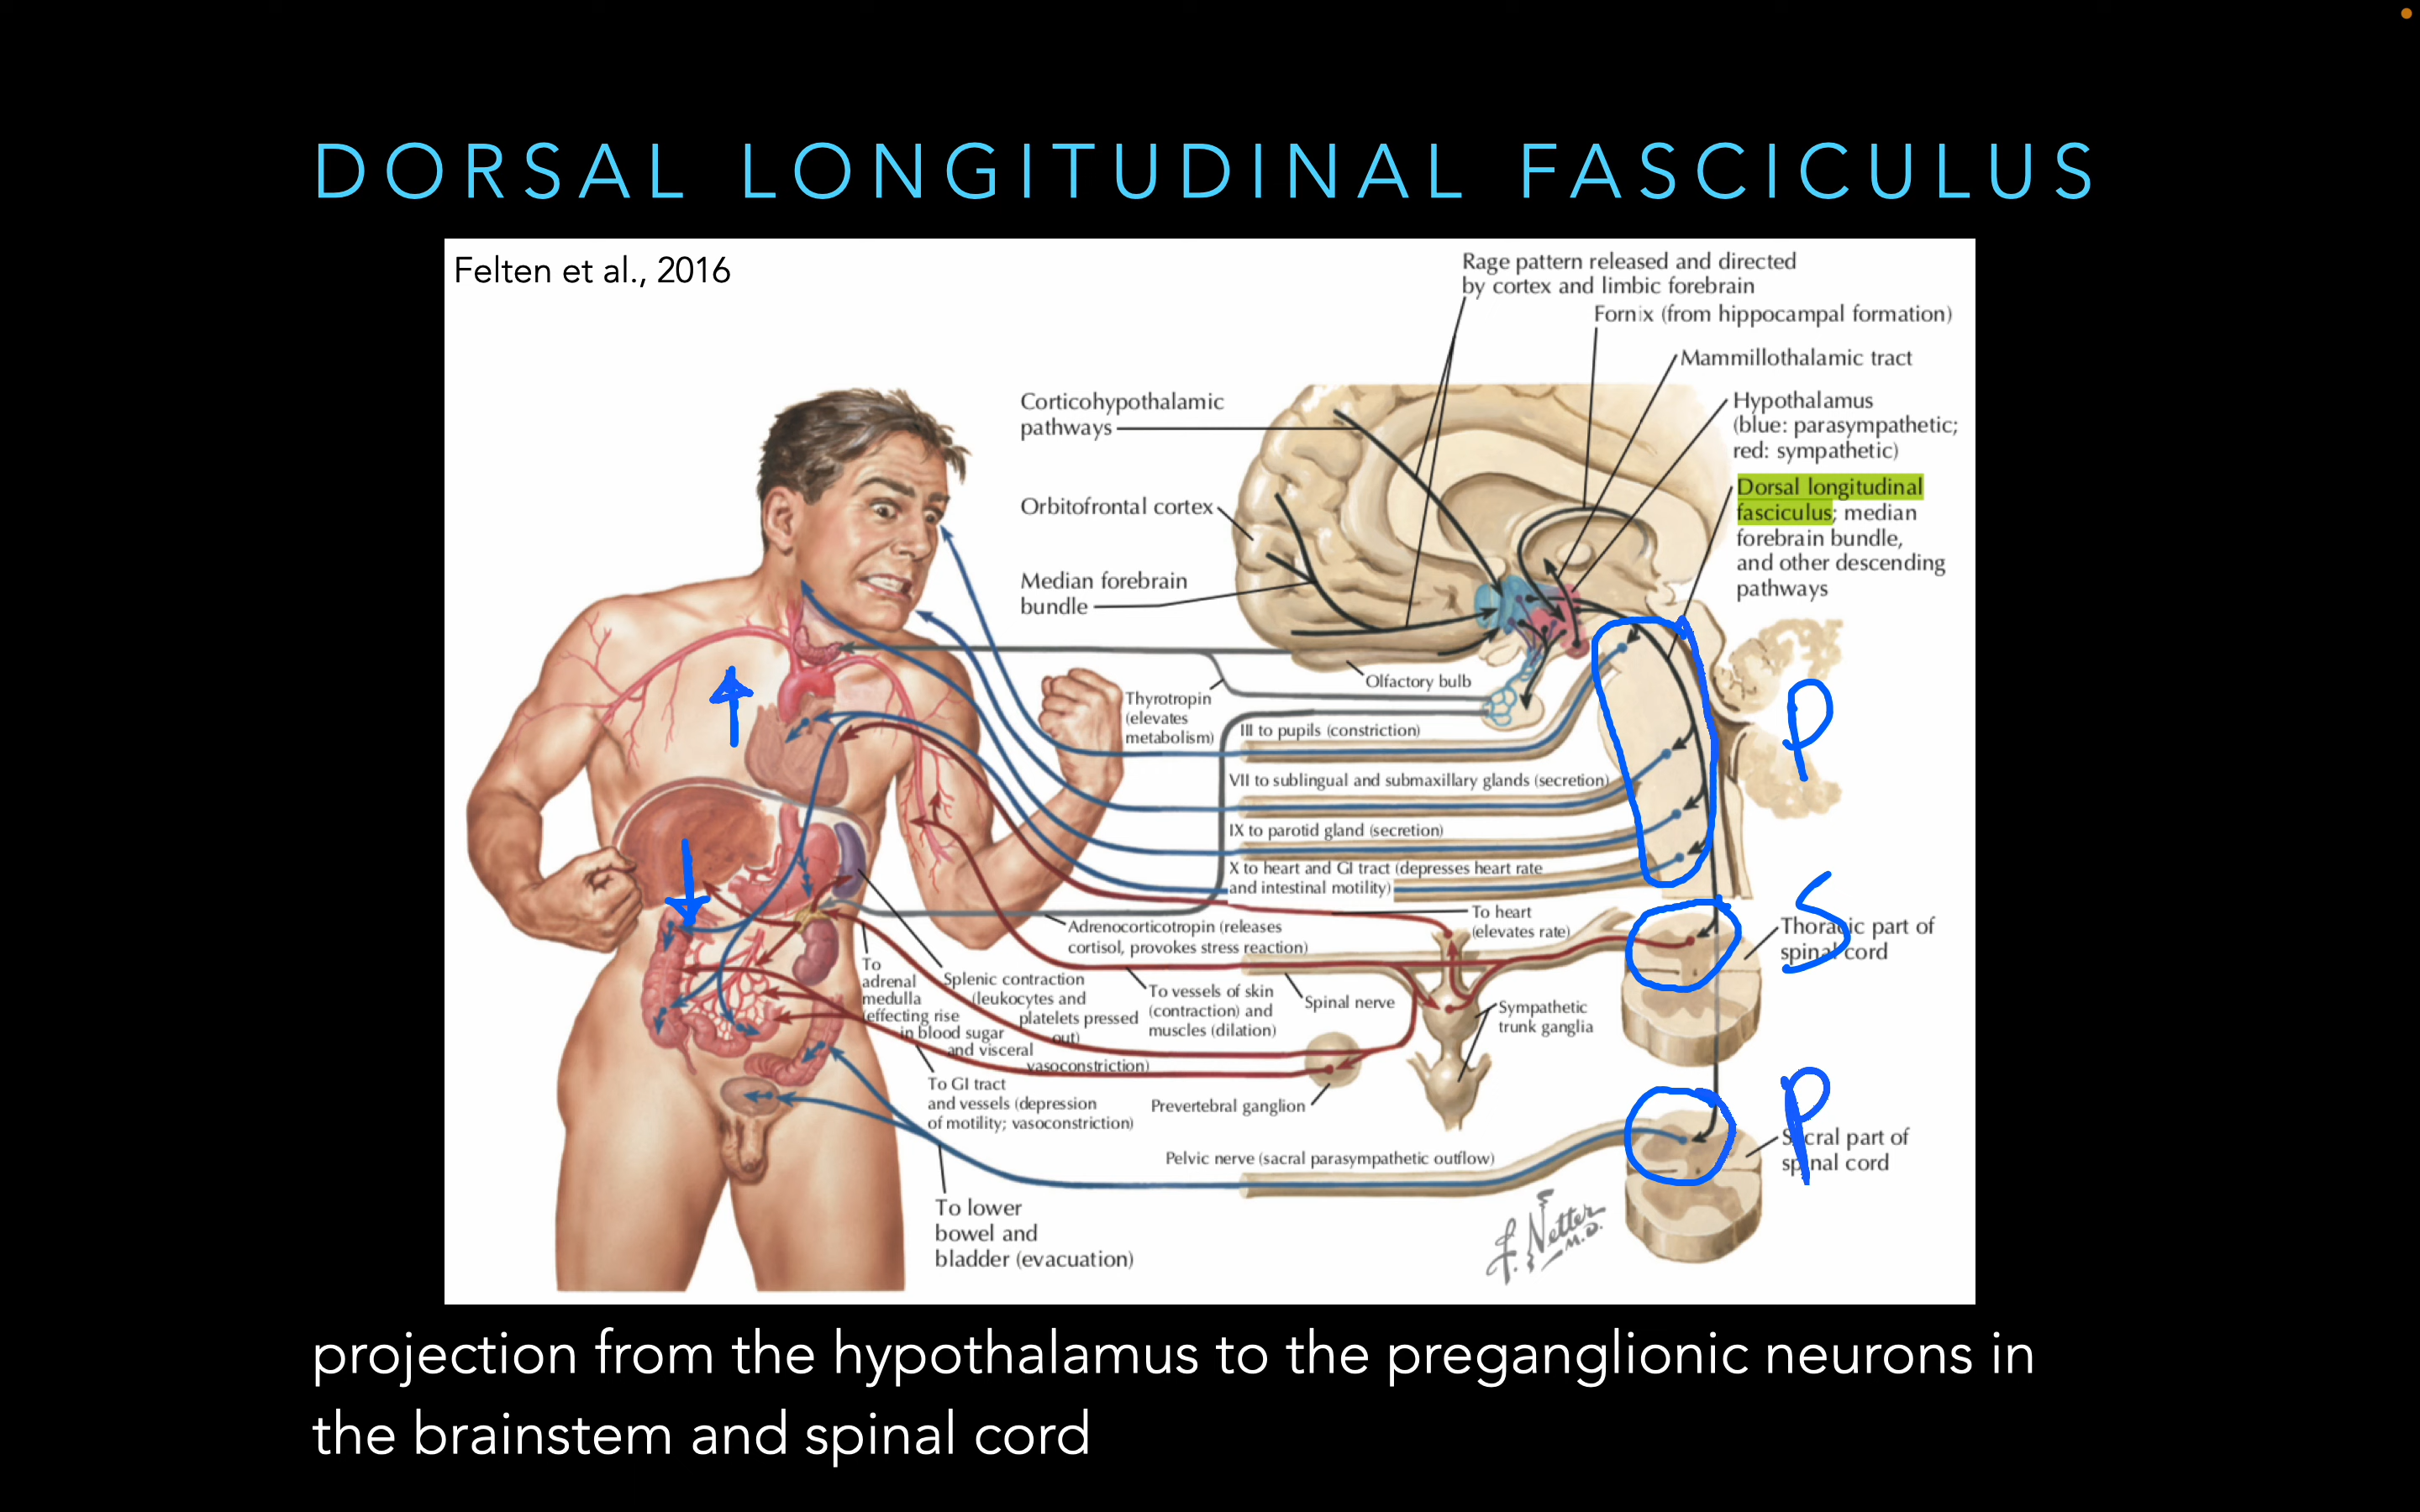 DORSAL LONGITUDINAL FASCICULUS
Felten et al., 2016
Rage pattern released and directed
by cortex and limbic forebrain
Fornix (from hippocampal formation)
Mammillothalamic tract
Corticohypothalamic
pathways
Hypothalamus
(blue: parasympathetic;
red: sympathetic)
Orbitofrontal cortex
Dorsal longitudinal
fasciculus; median
forebrain bundle,
and other descending
pathways
Median forebrain
bundle
Olfactory bulb
Thyrotropin
(elevates
metabolism)
III to pupils (constriction)
P
VII to sublingual and submaxillary glands (secretion)
IX to parotid gland (secretion)
X to heart and GI tract (depresses heart rate
and intestinal motility)
S
To heart
(elevates rate)
Thoracic part of
spinal cord
Adrenocorticotropin (releases
cortisol, provokes stress reaction)
To
adrenal
medulla
(effecting rise
in blood sugar
and visceral
vasoconstriction)
Splenic contraction
(leukocytes and
platelets pressed
out)
To vessels of skin
(contraction) and
muscles (dilation)
Spinal nerve
Sympathetic
trunk ganglia
To GI tract
and vessels (depression
of motility; vasoconstriction)
Prevertebral ganglion
P
Sacral part of
spinal cord
Pelvic nerve (sacral parasympathetic outflow)
To lower
bowel and
bladder (evacuation)
F. Netter
M.D.
projection from the hypothalamus to the preganglionic neurons in
the brainstem and spinal cord